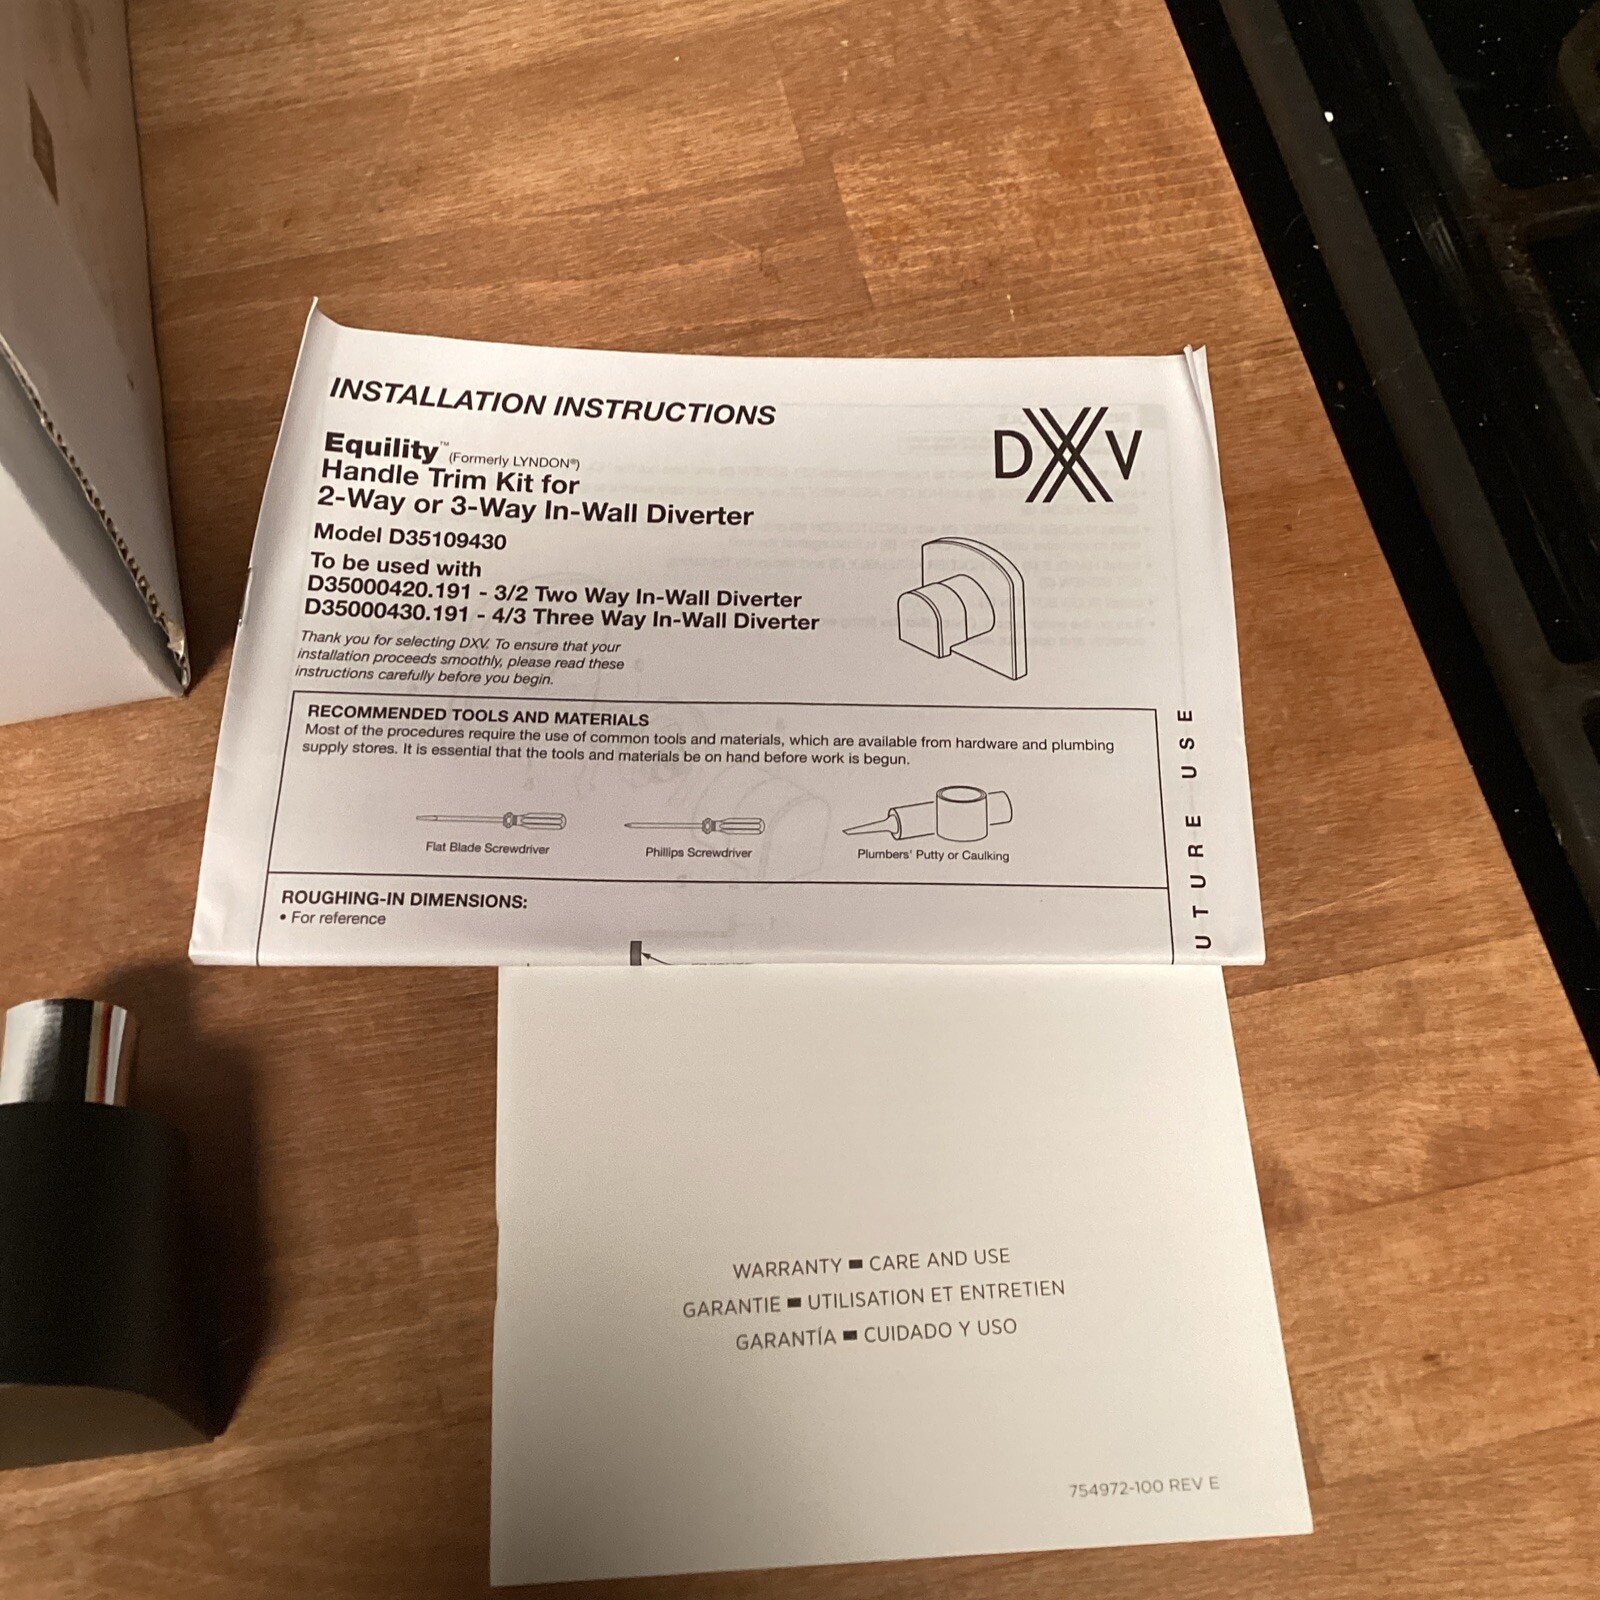 INSTALLATION INSTRUCTIONS
DXV
Equility™ (Formerly LYNDON®)
Handle Trim Kit for
2-Way or 3-Way In-Wall Diverter
Model D35109430
To be used with
D35000420.191 - 3/2 Two Way In-Wall Diverter
D35000430.191 - 4/3 Three Way In-Wall Diverter
Thank you for selecting DXV. To ensure that your
installation proceeds smoothly, please read these
instructions carefully before you begin.
RECOMMENDED TOOLS AND MATERIALS
Most of the procedures require the use of common tools and materials, which are available from hardware and plumbing
supply stores. It is essential that the tools and materials be on hand before work is begun.
Flat Blade Screwdriver
Phillips Screwdriver
Plumbers' Putty or Caulking
ROUGHING-IN DIMENSIONS:
• For reference
UTURE USE
WARRANTY ▬ CARE AND USE
GARANTIE ▬ UTILISATION ET ENTRETIEN
GARANTÍA ▬ CUIDADO Y USO
754972-100 REV E